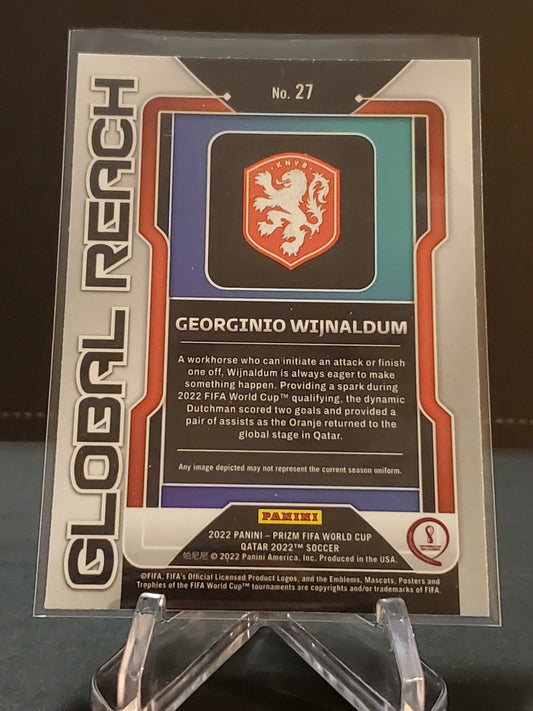 No. 27
GLOBAL REACH
KNVB
GEORGINIO WIJNALDUM
A workhorse who can initiate an attack or finish
one off, Wijnaldum is always eager to make
something happen. Providing a spark during
2022 FIFA World Cup™ qualifying, the dynamic
Dutchman scored two goals and provided a
pair of assists as the Oranje returned to the
global stage in Qatar.
Any image depicted may not represent the current season uniform.
PANINI
2022 PANINI – PRIZM FIFA WORLD CUP
QATAR 2022™ SOCCER
帕尼尼 © 2022 Panini America, Inc. Produced in the USA.
©FIFA, FIFA's Official Licensed Product Logos, and the Emblems, Mascots, Posters and
Trophies of the FIFA World Cup™ tournaments are copyrights and/or trademarks of FIFA.